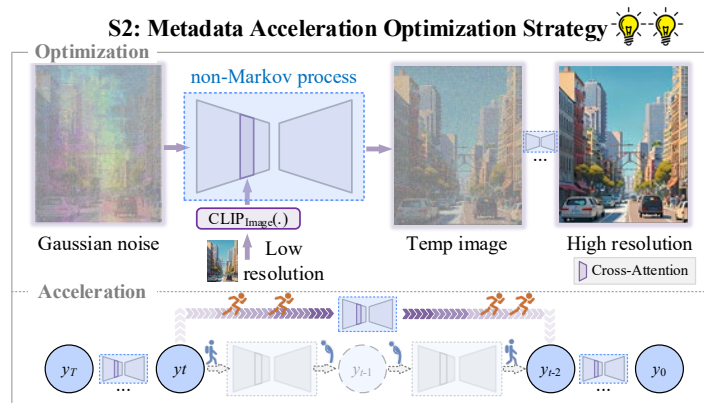 S2: Metadata Acceleration Optimization Strategy
Optimization
non-Markov process
CLIP_Image(.)
Gaussian noise
Low
resolution
Temp image
...
High resolution
Cross-Attention
Acceleration
y_T
...
yt
y_t-1
y_t-2
...
y_0